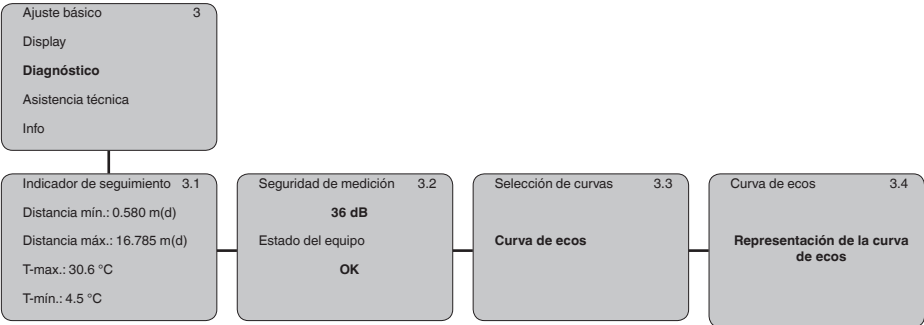 Ajuste básico 3
Display
Diagnóstico
Asistencia técnica
Info
Indicador de seguimiento 3.1
Distancia mín.: 0.580 m(d)
Distancia máx.: 16.785 m(d)
T-max.: 30.6 °C
T-mín.: 4.5 °C
Seguridad de medición 3.2
36 dB
Estado del equipo
OK
Selección de curvas 3.3
Curva de ecos
Curva de ecos 3.4
Representación de la curva
de ecos